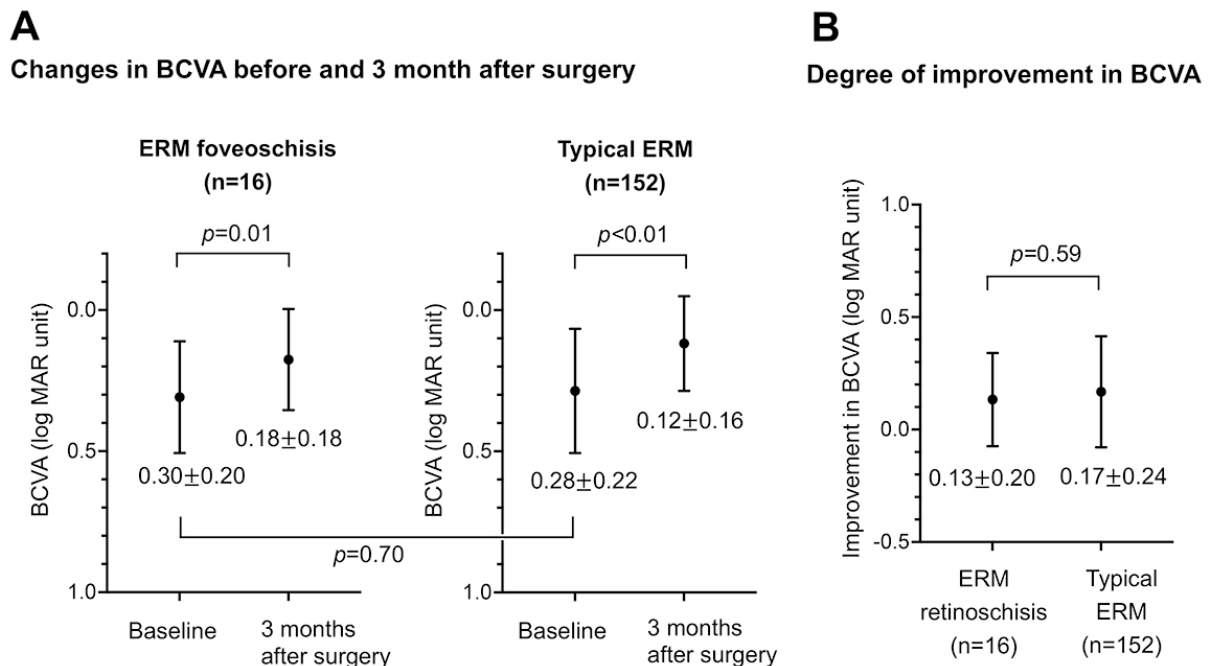 A
Changes in BCVA before and 3 month after surgery
ERM foveoschisis
(n=16)
p=0.01
BCVA (log MAR unit)
0.0
0.5
1.0
0.30±0.20
0.18±0.18
Baseline
3 months
after surgery
Typical ERM
(n=152)
p<0.01
BCVA (log MAR unit)
0.0
0.5
1.0
0.28±0.22
0.12±0.16
p=0.70
Baseline
3 months
after surgery
B
Degree of improvement in BCVA
Improvement in BCVA (log MAR unit)
1.0
0.5
0.0
-0.5
p=0.59
0.13±0.20
0.17±0.24
ERM
retinoschisis
(n=16)
Typical
ERM
(n=152)